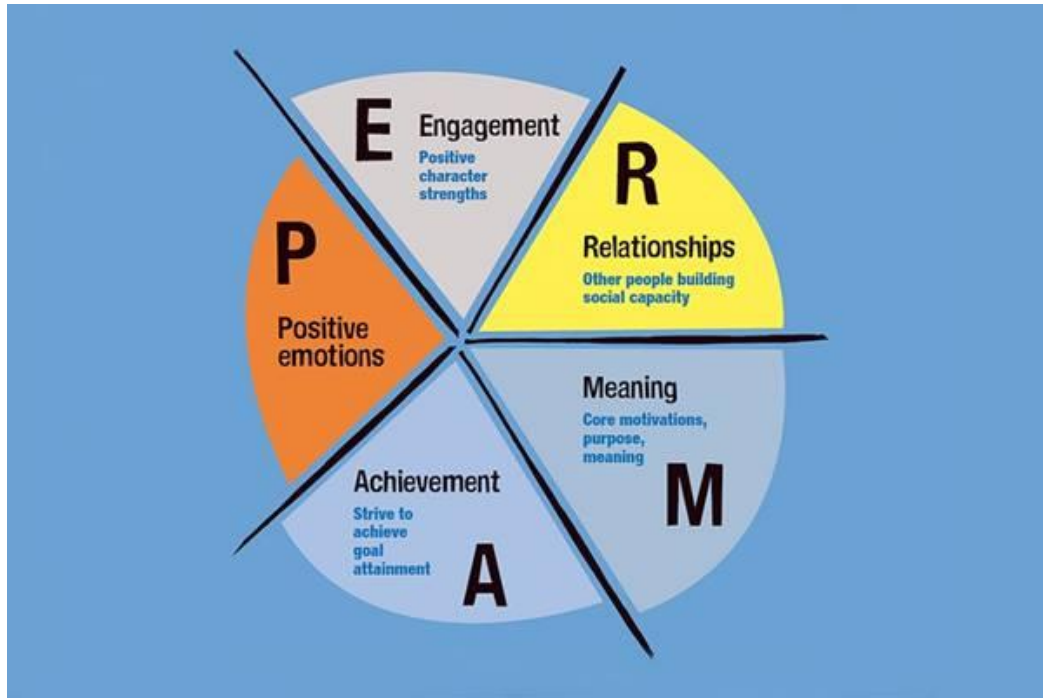 P
Positive
emotions
E
Engagement
Positive
character
strengths
R
Relationships
Other people building
social capacity
Meaning
Core motivations,
purpose,
meaning
M
Achievement
Strive to
achieve
goal
attainment
A